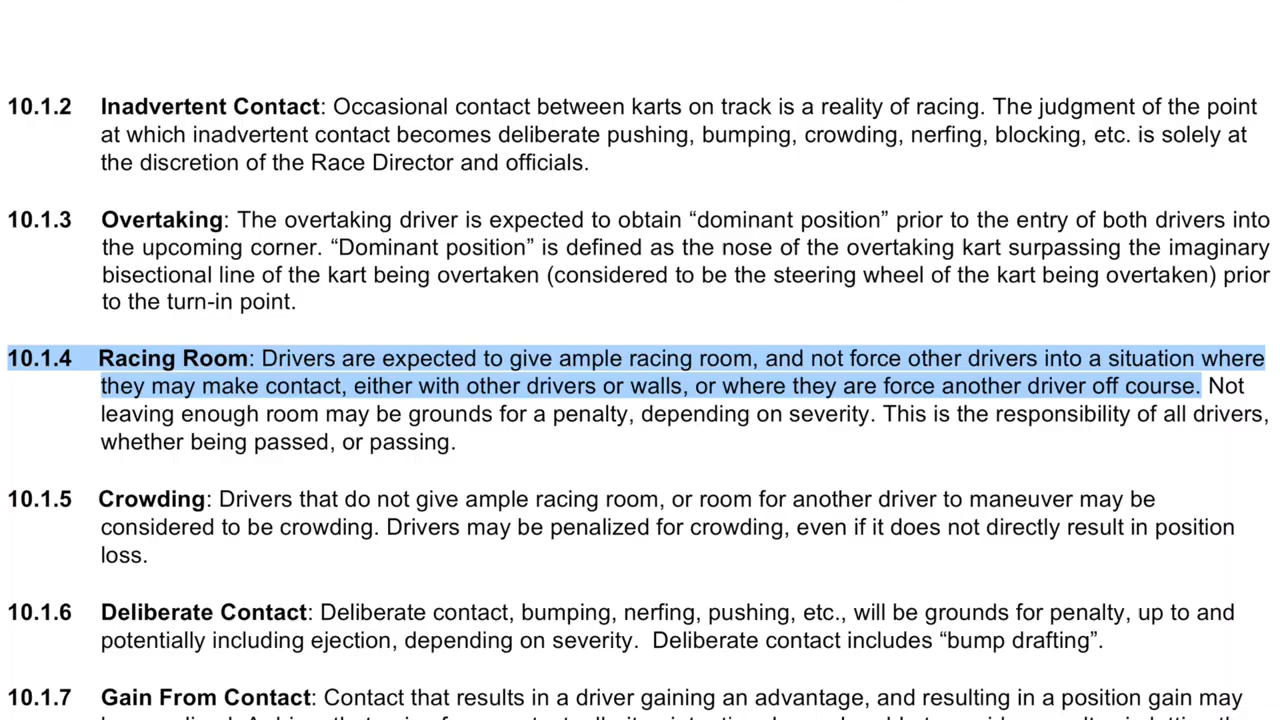 10.1.2 Inadvertent Contact: Occasional contact between karts on track is a reality of racing. The judgment of the point
at which inadvertent contact becomes deliberate pushing, bumping, crowding, nerfing, blocking, etc. is solely at
the discretion of the Race Director and officials.
10.1.3 Overtaking: The overtaking driver is expected to obtain “dominant position” prior to the entry of both drivers into
the upcoming corner. “Dominant position” is defined as the nose of the overtaking kart surpassing the imaginary
bisectional line of the kart being overtaken (considered to be the steering wheel of the kart being overtaken) prior
to the turn-in point.
10.1.4 Racing Room: Drivers are expected to give ample racing room, and not force other drivers into a situation where
they may make contact, either with other drivers or walls, or where they are force another driver off course. Not
leaving enough room may be grounds for a penalty, depending on severity. This is the responsibility of all drivers,
whether being passed, or passing.
10.1.5 Crowding: Drivers that do not give ample racing room, or room for another driver to maneuver may be
considered to be crowding. Drivers may be penalized for crowding, even if it does not directly result in position
loss.
10.1.6 Deliberate Contact: Deliberate contact, bumping, nerfing, pushing, etc., will be grounds for penalty, up to and
potentially including ejection, depending on severity. Deliberate contact includes “bump drafting”.
10.1.7 Gain From Contact: Contact that results in a driver gaining an advantage, and resulting in a position gain may